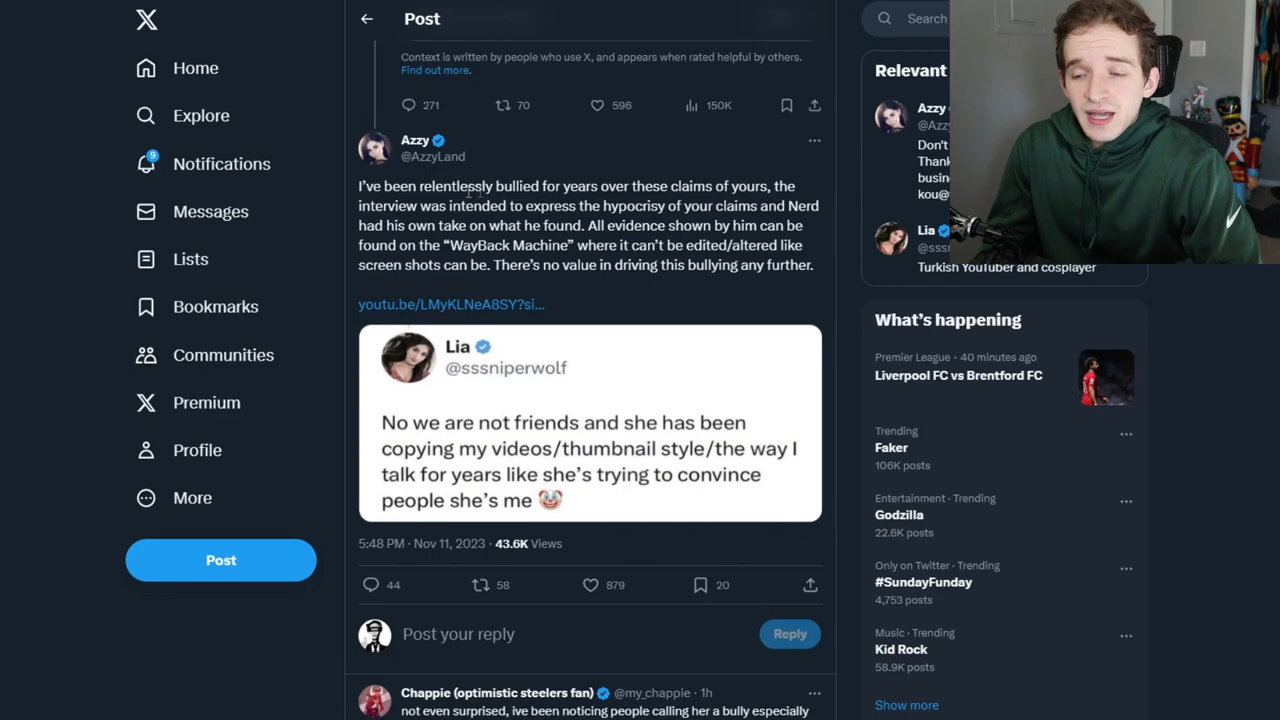 Home
Explore
9
Notifications
Messages
Lists
Bookmarks
Communities
Premium
Profile
More
Post
Post
Context is written by people who use X, and appears when rated helpful by others.
Find out more.
271
70
596
150K
Azzy
@AzzyLand
I've been relentlessly bullied for years over these claims of yours, the
interview was intended to express the hypocrisy of your claims and Nerd
had his own take on what he found. All evidence shown by him can be
found on the “WayBack Machine” where it can't be edited/altered like
screen shots can be. There's no value in driving this bullying any further.
youtu.be/LMyKLNeA8SY?si...
Lia
@sssniperwolf
No we are not friends and she has been
copying my videos/thumbnail style/the way I
talk for years like she's trying to convince
people she's me 🤡
5:48 PM · Nov 11, 2023 · 43.6K Views
44
58
879
20
Post your reply
Reply
Chappie (optimistic steelers fan) @my_chappie · 1h
not even surprised, ive been noticing people calling her a bully especially
Search
Relevant
Azzy
@Azzy
Don't
Thank
busin
kou@
Lia
@sssn
Turkish YouTuber and cosplayer
What's happening
Premier League · 40 minutes ago
Liverpool FC vs Brentford FC
Trending
Faker
106K posts
Entertainment · Trending
Godzilla
22.6K posts
Only on Twitter · Trending
#SundayFunday
4,753 posts
Music · Trending
Kid Rock
58.9K posts
Show more